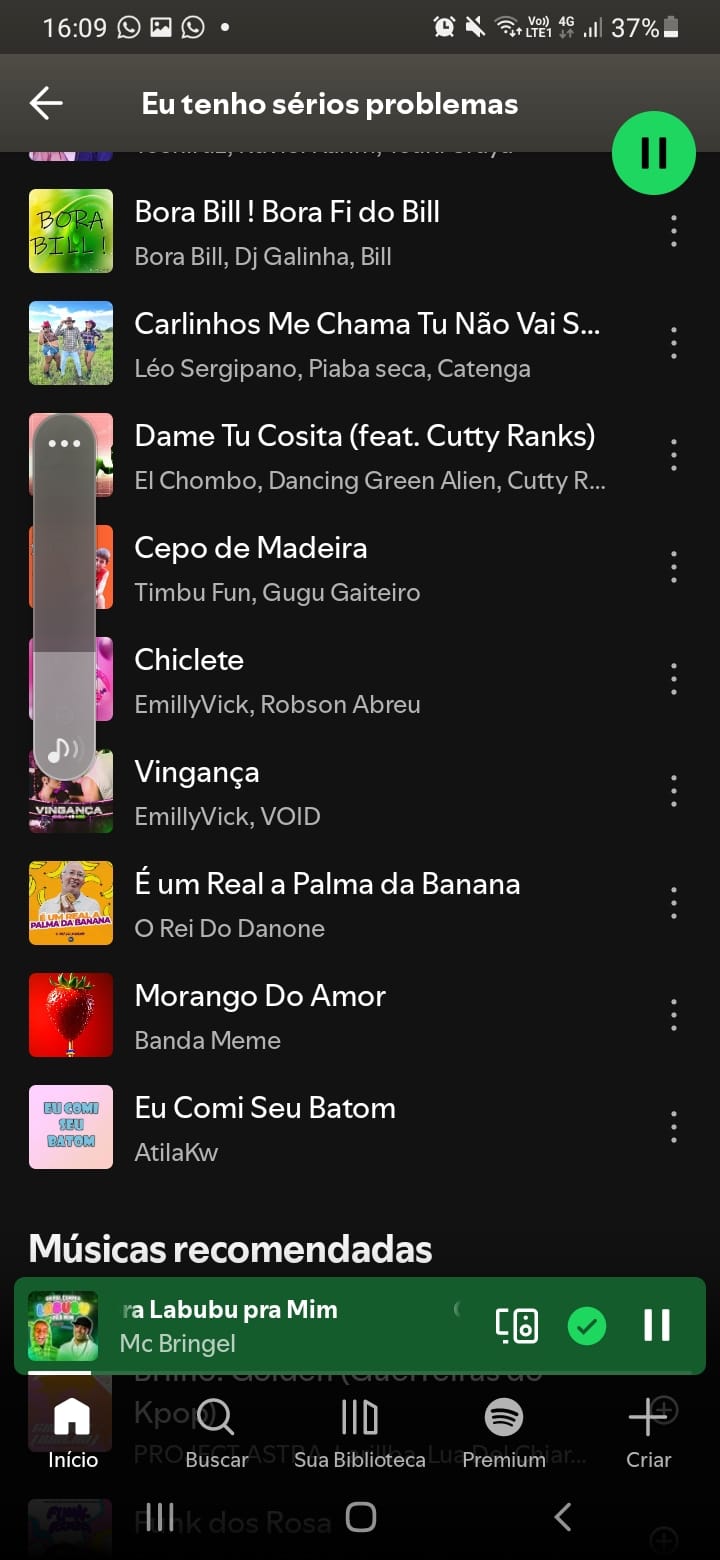 16:09
Vo)) LTE1 4G 37%
Eu tenho sérios problemas
BORA BILL !
Bora Bill ! Bora Fi do Bill
Bora Bill, Dj Galinha, Bill
Carlinhos Me Chama Tu Não Vai S...
Léo Sergipano, Piaba seca, Catenga
Dame Tu Cosita (feat. Cutty Ranks)
El Chombo, Dancing Green Alien, Cutty R...
Cepo de Madeira
Timbu Fun, Gugu Gaiteiro
Chiclete
EmillyVick, Robson Abreu
Vingança
EmillyVick, VOID
VINGANÇA
É um Real a Palma da Banana
O Rei Do Danone
É UM REAL A
PALMA DA BANANA
Morango Do Amor
Banda Meme
EU COMI
SEU
BATOM
Eu Comi Seu Batom
AtilaKw
Músicas recomendadas
LABUBU
ra Labubu pra Mim
Mc Bringel
Brilho: Golden (Guerreiras do
Kpop)
PROJECT ASTRA,
Início
Buscar
Sua Biblioteca
Premium
Criar
Funk dos Rosa